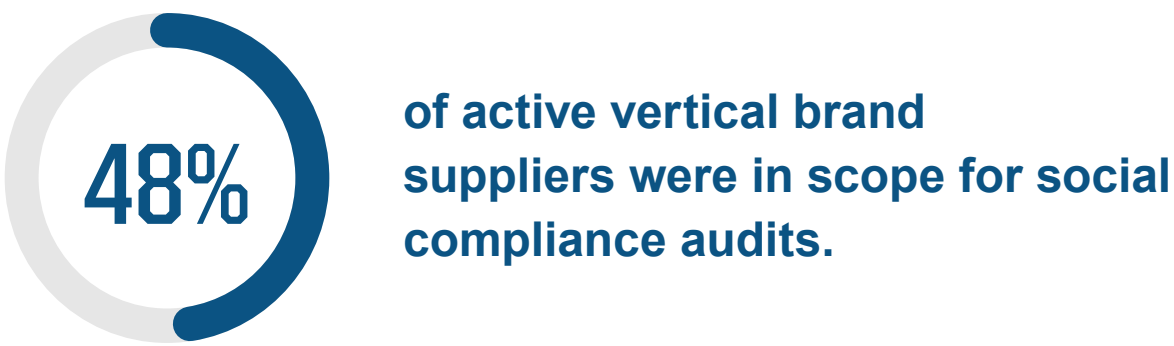 48%
of active vertical brand
suppliers were in scope for social
compliance audits.